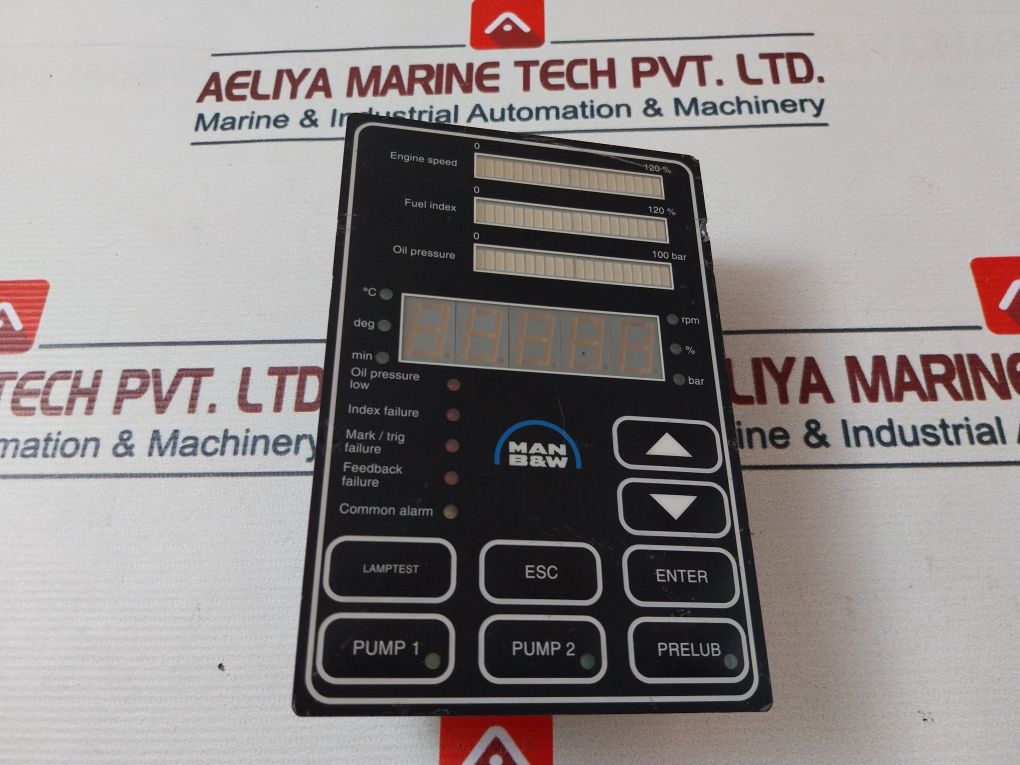 AELIYA MARINE TECH PVT. LTD.
Marine & Industrial Automation & Machinery
0 120 %
Engine speed
0 120 %
Fuel index
0 100 bar
Oil pressure
°C
deg
min
rpm
%
bar
Oil pressure
low
Index failure
Mark / trig
failure
Feedback
failure
Common alarm
MAN
B&W
LAMPTEST
ESC
ENTER
PUMP 1
PUMP 2
PRELUB
TECH PVT. LTD
mation & Machinery
LIYA MARINE
ine & Industrial